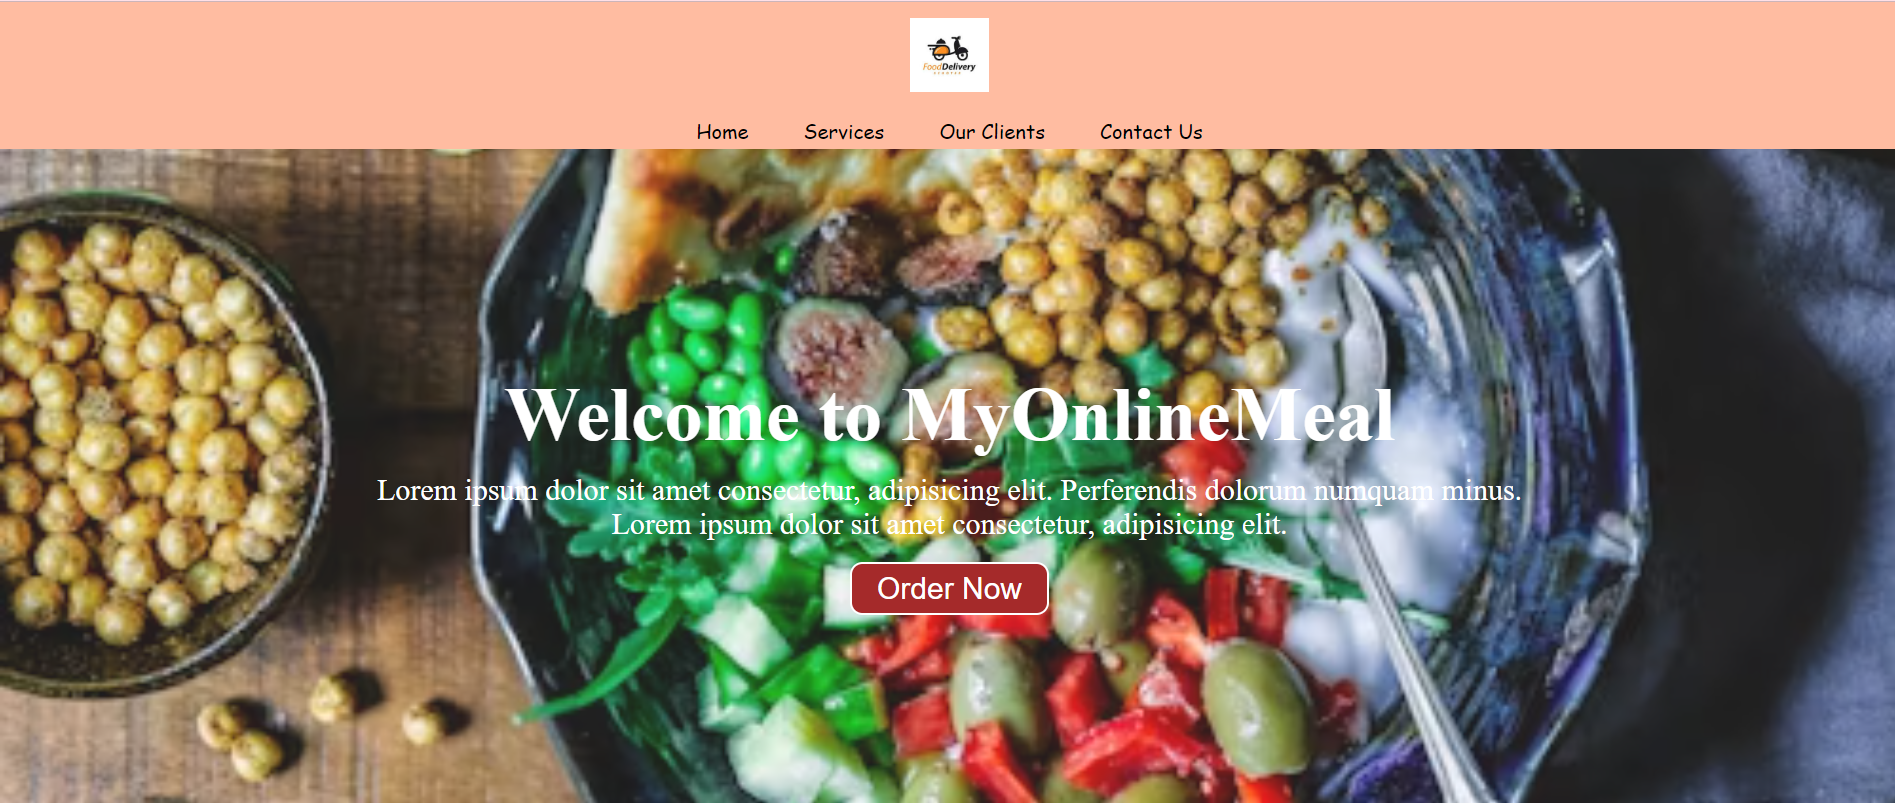 FoodDelivery
Home Services Our Clients Contact Us
Welcome to MyOnlineMeal
Lorem ipsum dolor sit amet consectetur, adipisicing elit. Perferendis dolorum numquam minus.
Lorem ipsum dolor sit amet consectetur, adipisicing elit.
Order Now